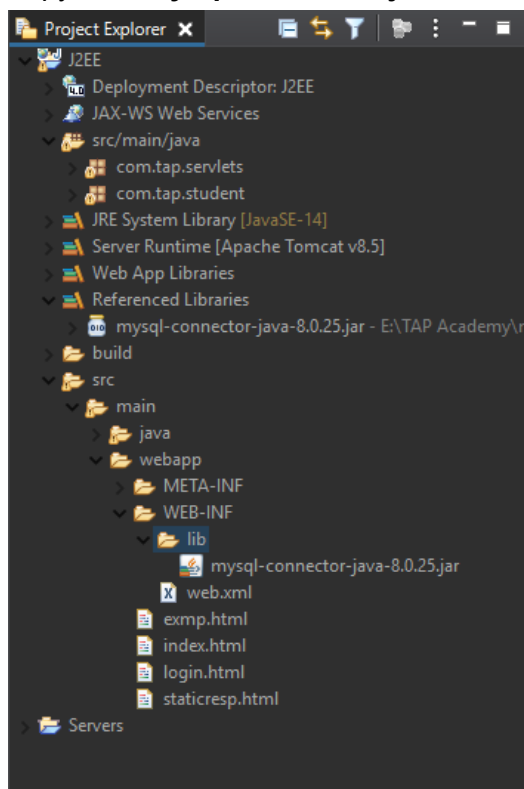 Project Explorer
J2EE
4.0 Deployment Descriptor: J2EE
JAX-WS Web Services
src/main/java
com.tap.servlets
com.tap.student
JRE System Library [JavaSE-14]
Server Runtime [Apache Tomcat v8.5]
Web App Libraries
Referenced Libraries
010 mysql-connector-java-8.0.25.jar - E:\TAP Academy\
build
src
main
java
webapp
META-INF
WEB-INF
lib
mysql-connector-java-8.0.25.jar
X web.xml
exmp.html
index.html
login.html
staticresp.html
Servers